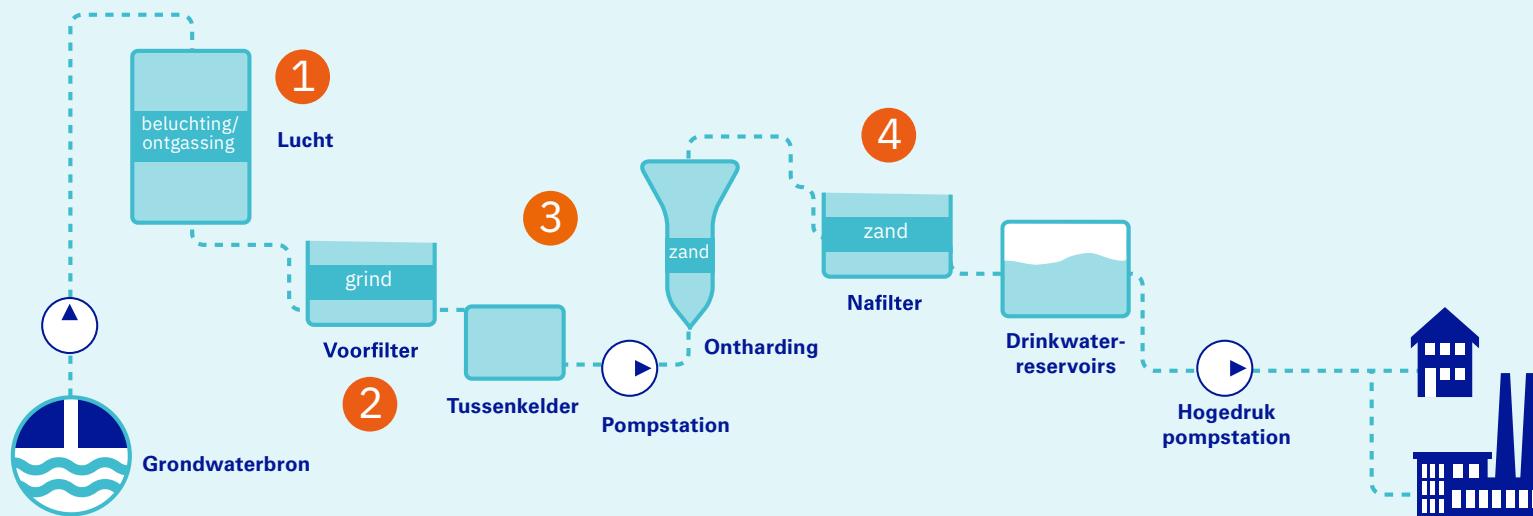 1
beluchting/
ontgassing
Lucht
grind
Voorfilter
2
Tussenkelder
3
Pompstation
zand
Ontharding
4
zand
Nafilter
Drinkwater-
reservoirs
Hogedruk
pompstation
Grondwaterbron